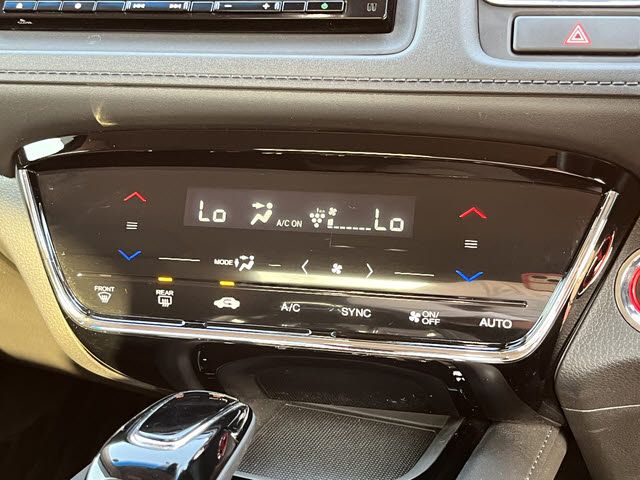 Lo A/C ON Lo
MODE
FRONT REAR A/C SYNC ON/OFF AUTO